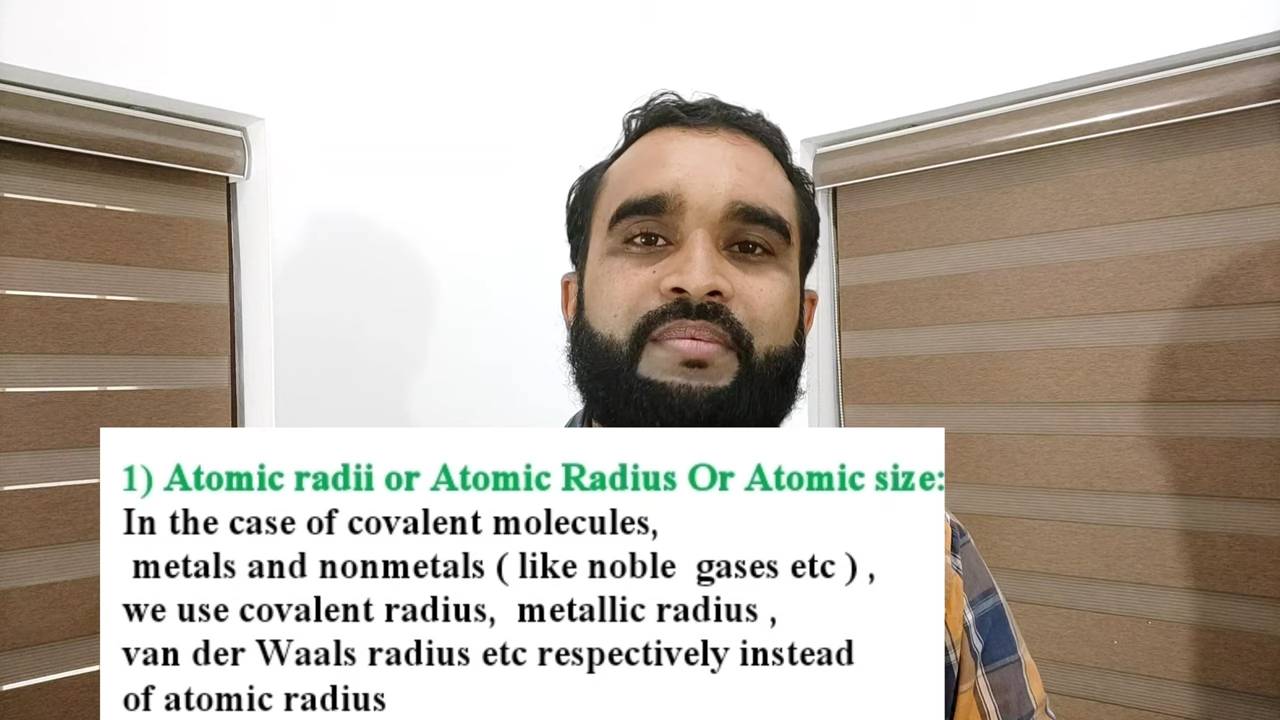 1) Atomic radii or Atomic Radius Or Atomic size:
In the case of covalent molecules,
metals and nonmetals ( like noble gases etc ) ,
we use covalent radius, metallic radius ,
van der Waals radius etc respectively instead
of atomic radius